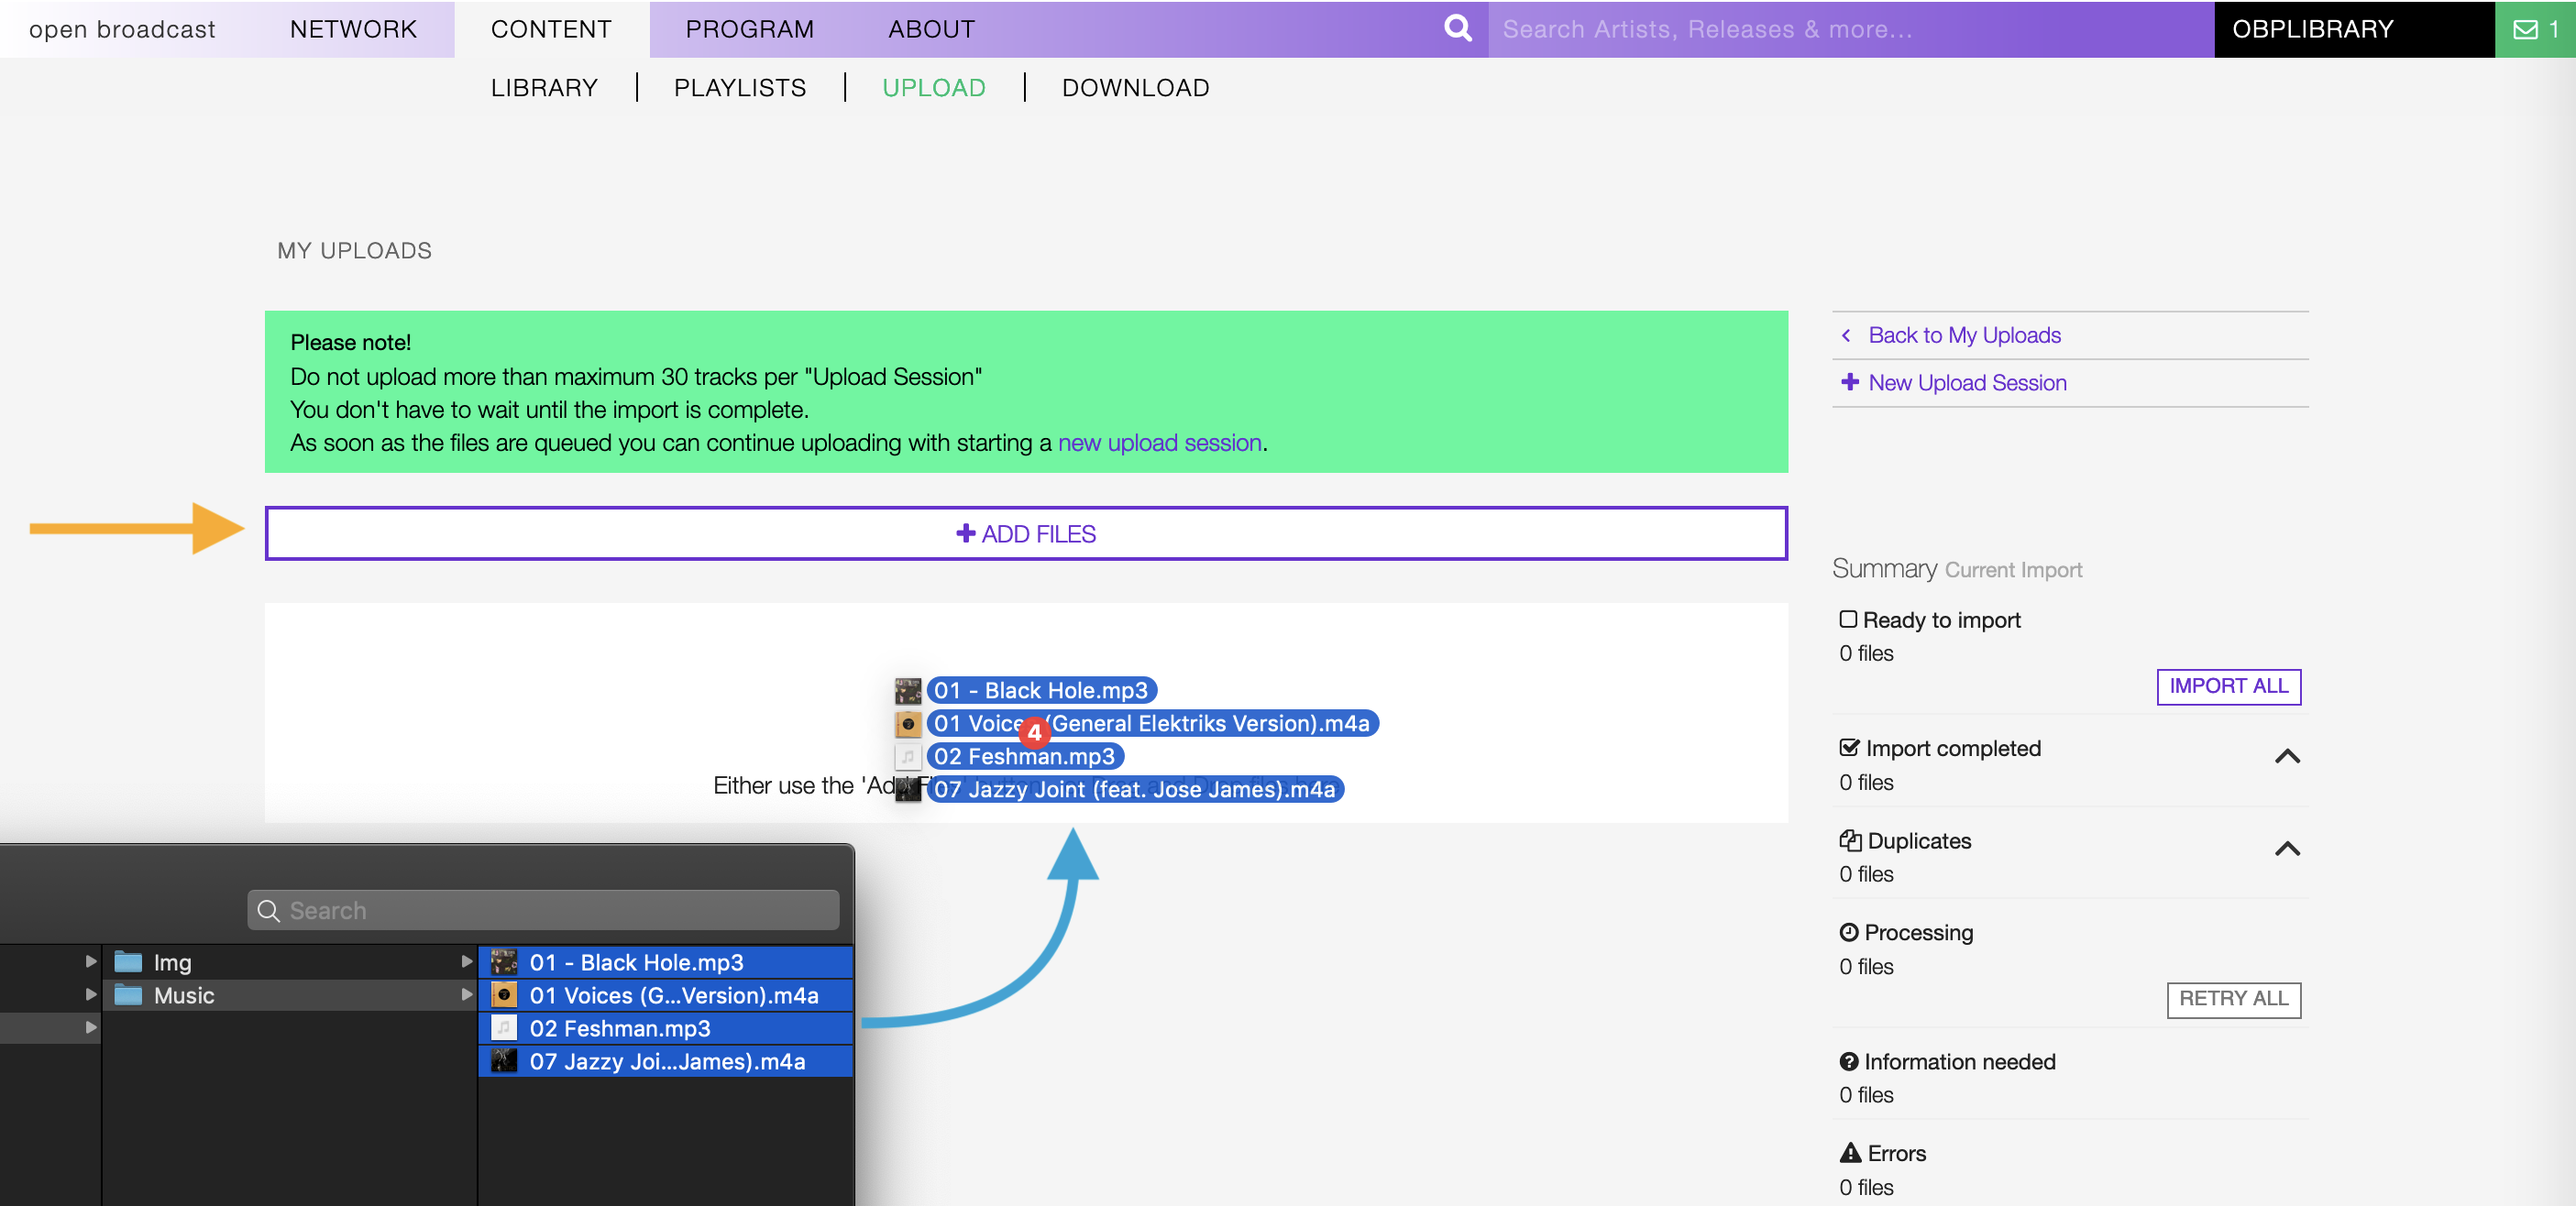 open broadcast
NETWORK
CONTENT
PROGRAM
ABOUT
Search Artists, Releases & more...
OBPLIBRARY
1
LIBRARY
PLAYLISTS
UPLOAD
DOWNLOAD
MY UPLOADS
Please note!
Do not upload more than maximum 30 tracks per "Upload Session"
You don't have to wait until the import is complete.
As soon as the files are queued you can continue uploading with starting a new upload session.
Back to My Uploads
New Upload Session
ADD FILES
Summary Current Import
Ready to import
0 files
IMPORT ALL
Import completed
0 files
Duplicates
0 files
Processing
0 files
RETRY ALL
Information needed
0 files
Errors
0 files
01 - Black Hole.mp3
01 Voices (General Elektriks Version).m4a
4
02 Feshman.mp3
07 Jazzy Joint (feat. Jose James).m4a
Either use the 'Add
Search
Img
Music
01 - Black Hole.mp3
01 Voices (G...Version).m4a
02 Feshman.mp3
07 Jazzy Joi...James).m4a